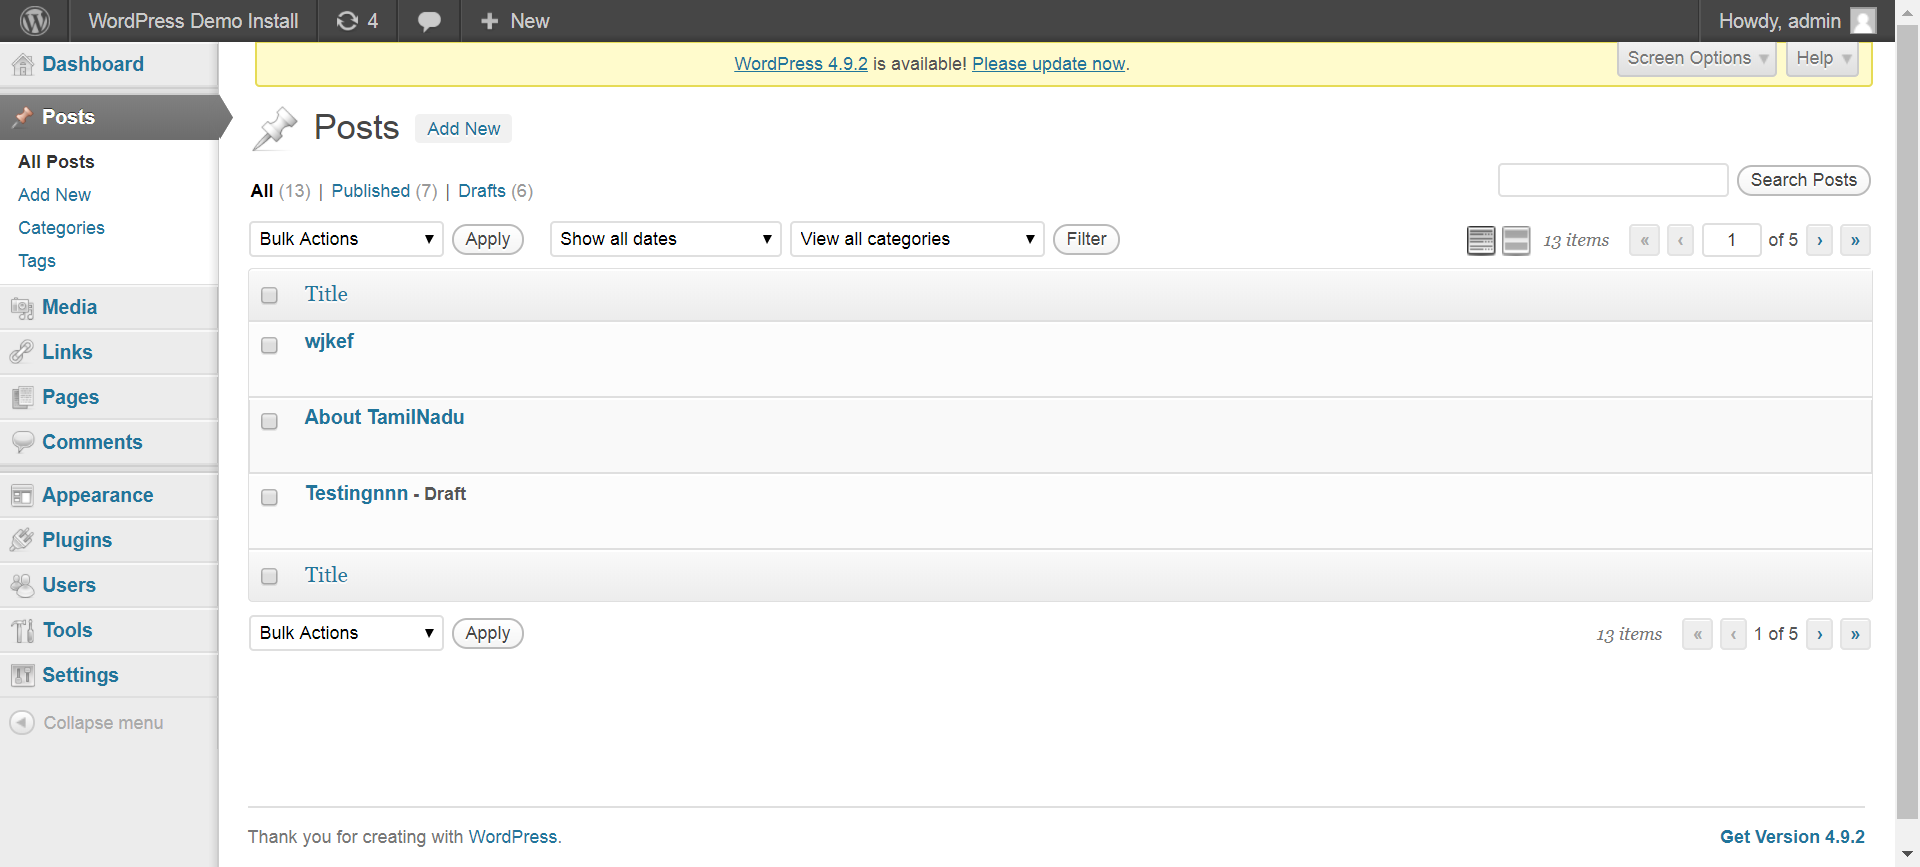 WordPress Demo Install 4 New Howdy, admin
Dashboard
WordPress 4.9.2 is available! Please update now.
Screen Options Help
Posts
All Posts
Add New
Categories
Tags
Media
Links
Pages
Comments
Appearance
Plugins
Users
Tools
Settings
Collapse menu
Posts Add New
All (13) | Published (7) | Drafts (6)
Search Posts
Bulk Actions Apply Show all dates View all categories Filter
13 items « ‹ 1 of 5 › »
Title
wjkef
About TamilNadu
Testingnnn - Draft
Title
Bulk Actions Apply
13 items « ‹ 1 of 5 › »
Thank you for creating with WordPress.
Get Version 4.9.2